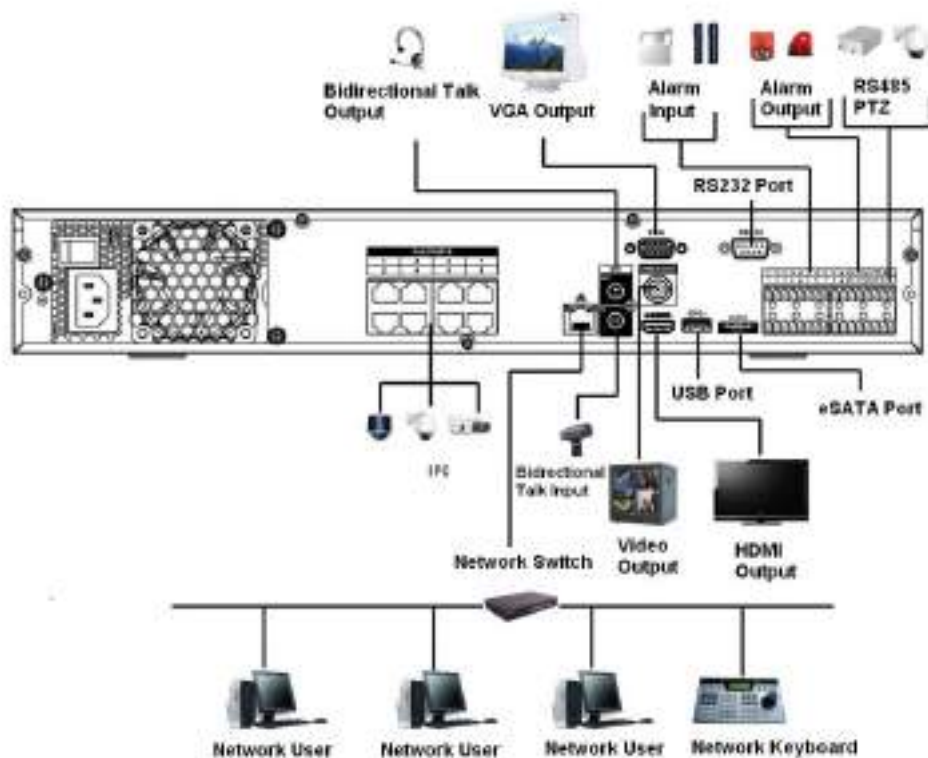 Bidirectional Talk
Output
VGA Output
Alarm
Input
Alarm
Output
RS485
PTZ
RS232 Port
USB Port
eSATA Port
IPC
Bidirectional
Talk Input
Video
Output
HDMI
Output
Network Switch
Network User
Network User
Network User
Network Keyboard